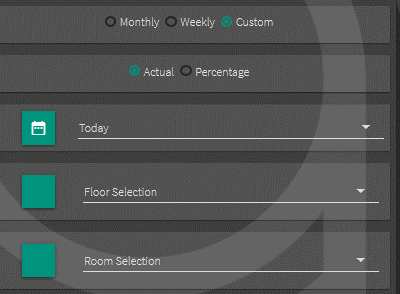 Monthly Weekly Custom
Actual Percentage
Today
Floor Selection
Room Selection